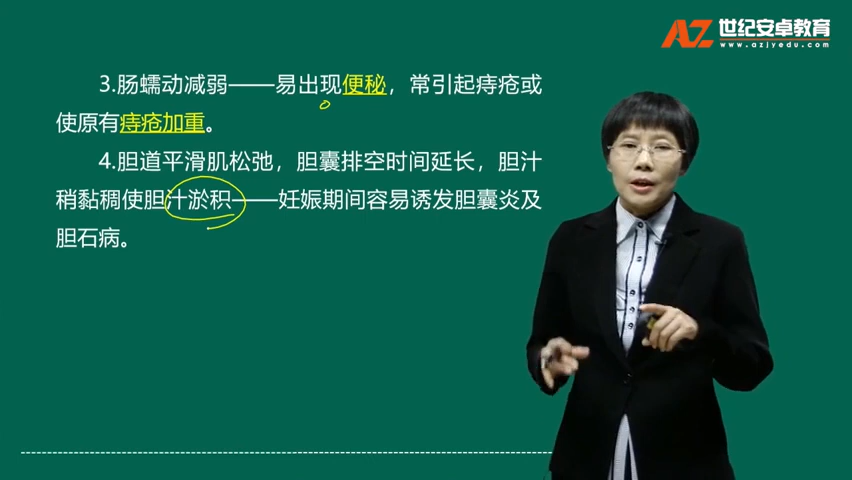 AZ 世纪安卓教育
www.azjyedu.com
3.肠蠕动减弱——易出现便秘，常引起痔疮或
使原有痔疮加重。
4.胆道平滑肌松弛，胆囊排空时间延长，胆汁
稍黏稠使胆汁淤积——妊娠期间容易诱发胆囊炎及
胆石病。